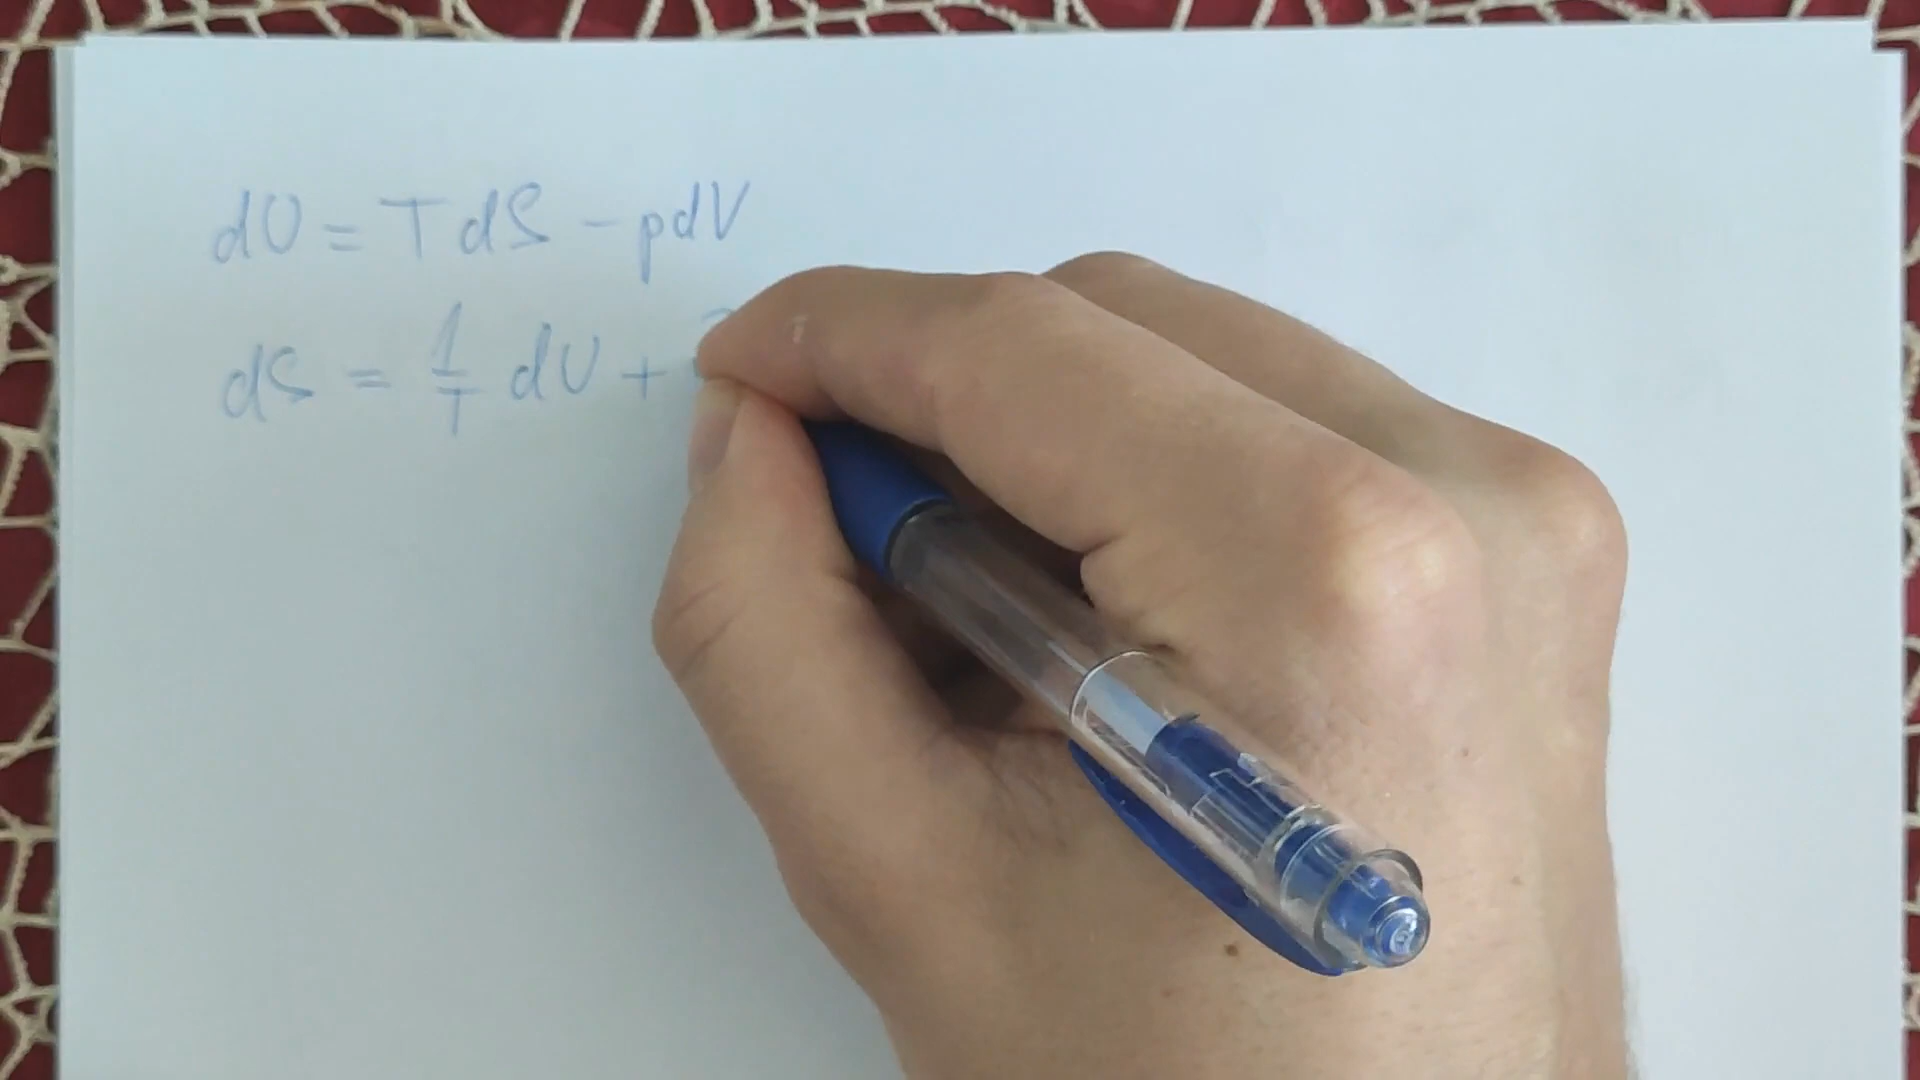 dU = T dS - pdV
dS = 1/T dU +